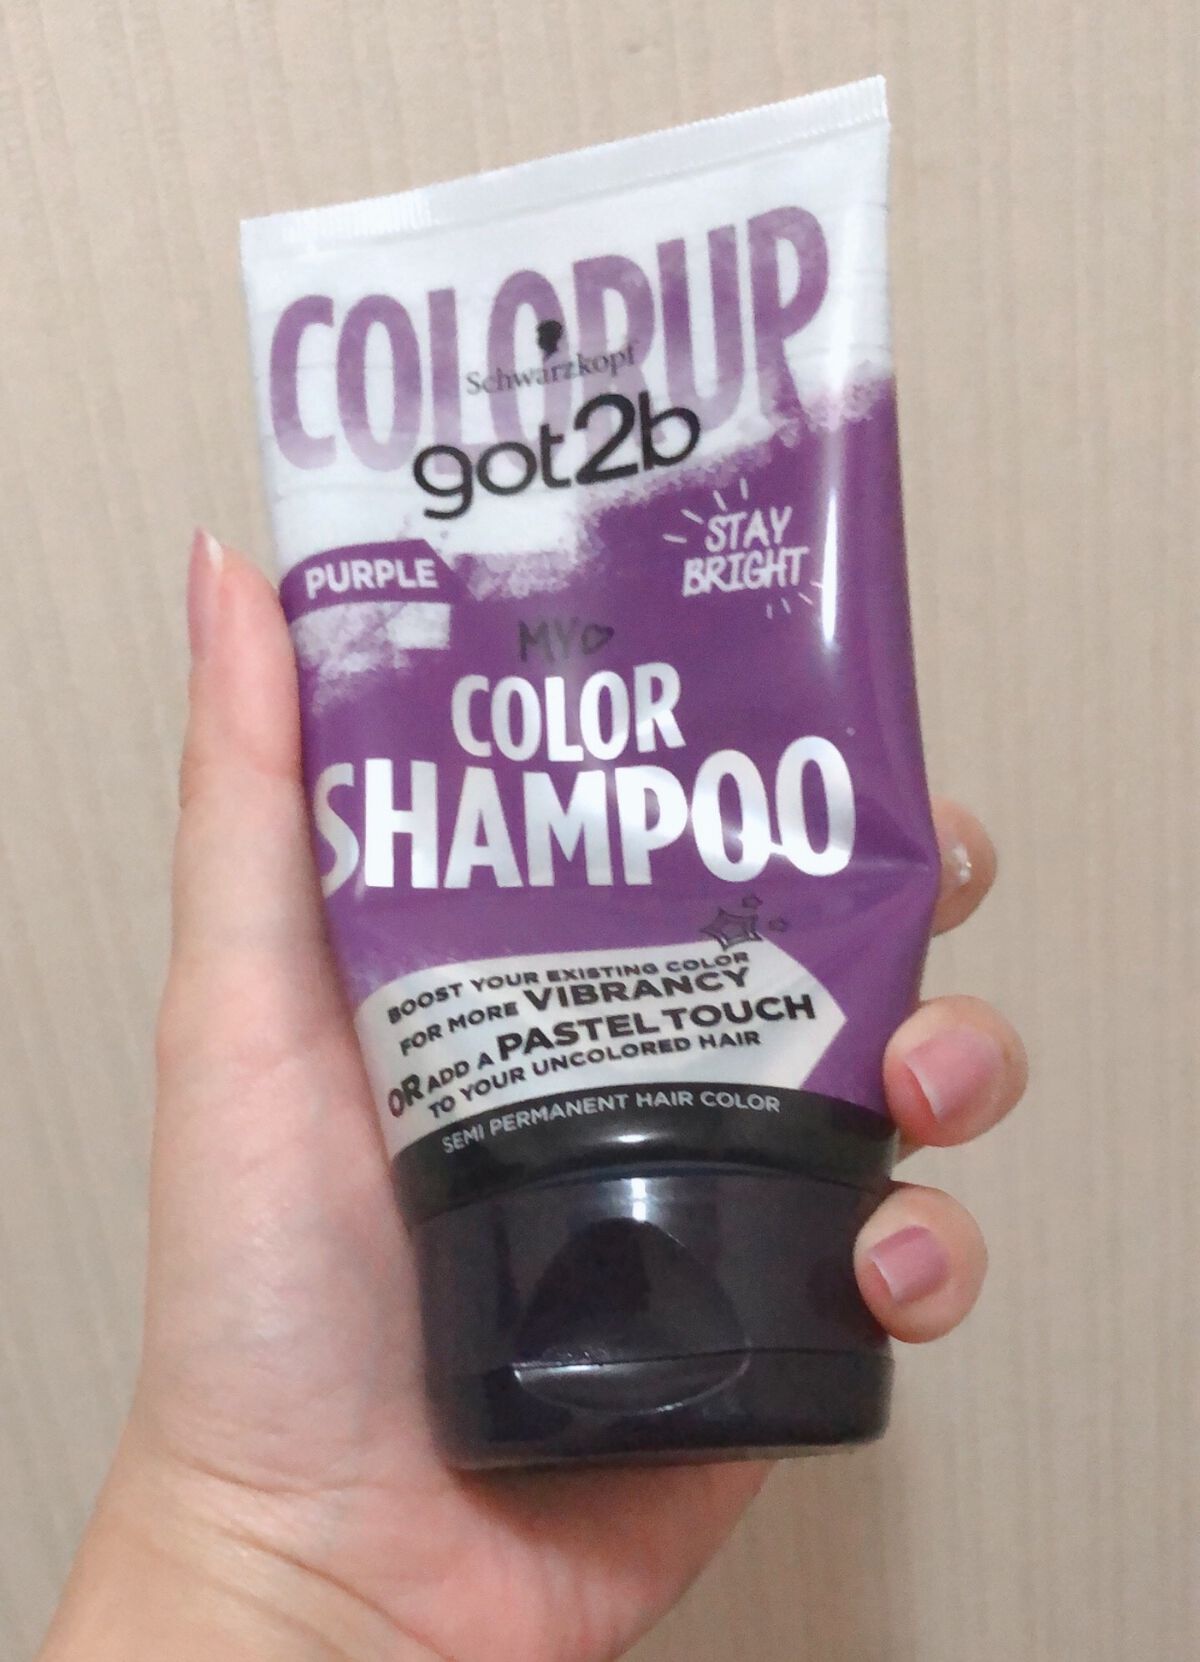 COLORUP
Schwarzkopf
got2b
STAY
BRIGHT
PURPLE
MYO
COLOR
SHAMPOO
BOOST YOUR EXISTING COLOR
FOR MORE VIBRANCY
OR ADD A PASTEL TOUCH
TO YOUR UNCOLORED HAIR
SEMI PERMANENT HAIR COLOR